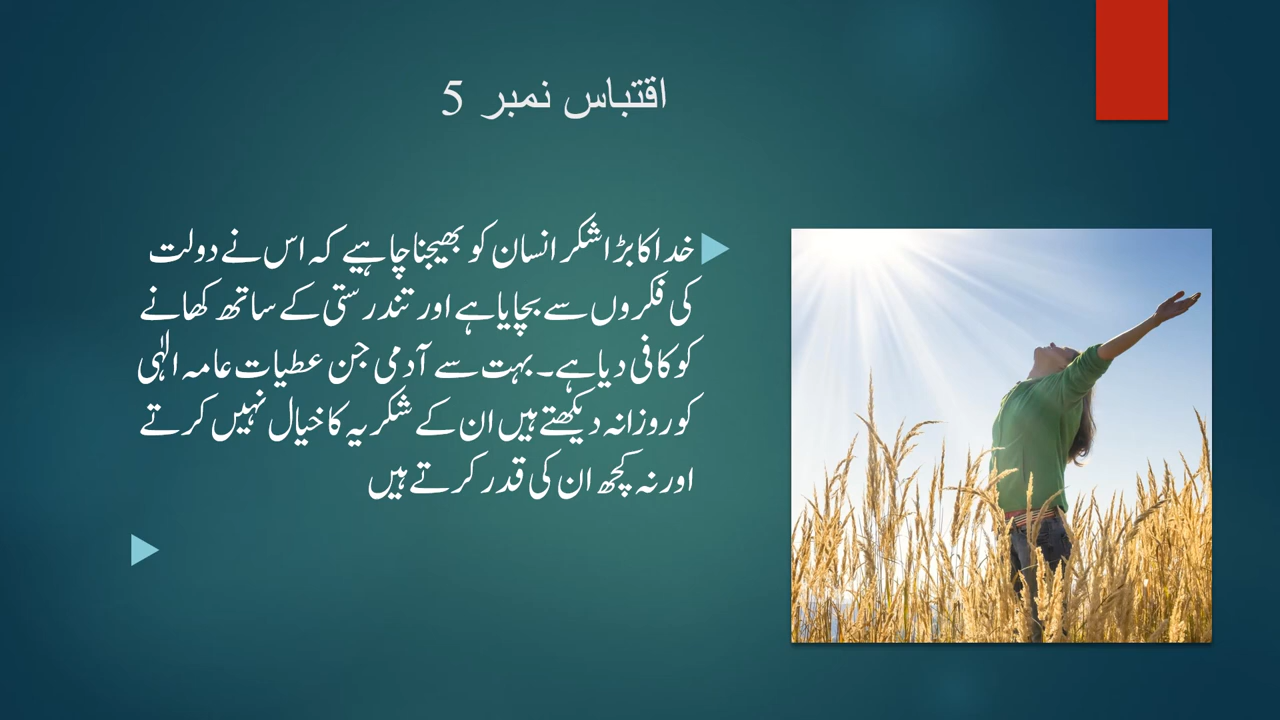 اقتباس نمبر 5
خدا کا بڑا شکر انسان کو بھیجنا چاہیے کہ اس نے دولت
کی فکروں سے بچایا ہے اور تندرستی کے ساتھ کھانے
کو کافی دیا ہے۔ بہت سے آدمی جن عطیات عامہ الٰہی
کو روزانہ دیکھتے ہیں ان کے شکریہ کا خیال نہیں کرتے
اور نہ کچھ ان کی قدر کرتے ہیں